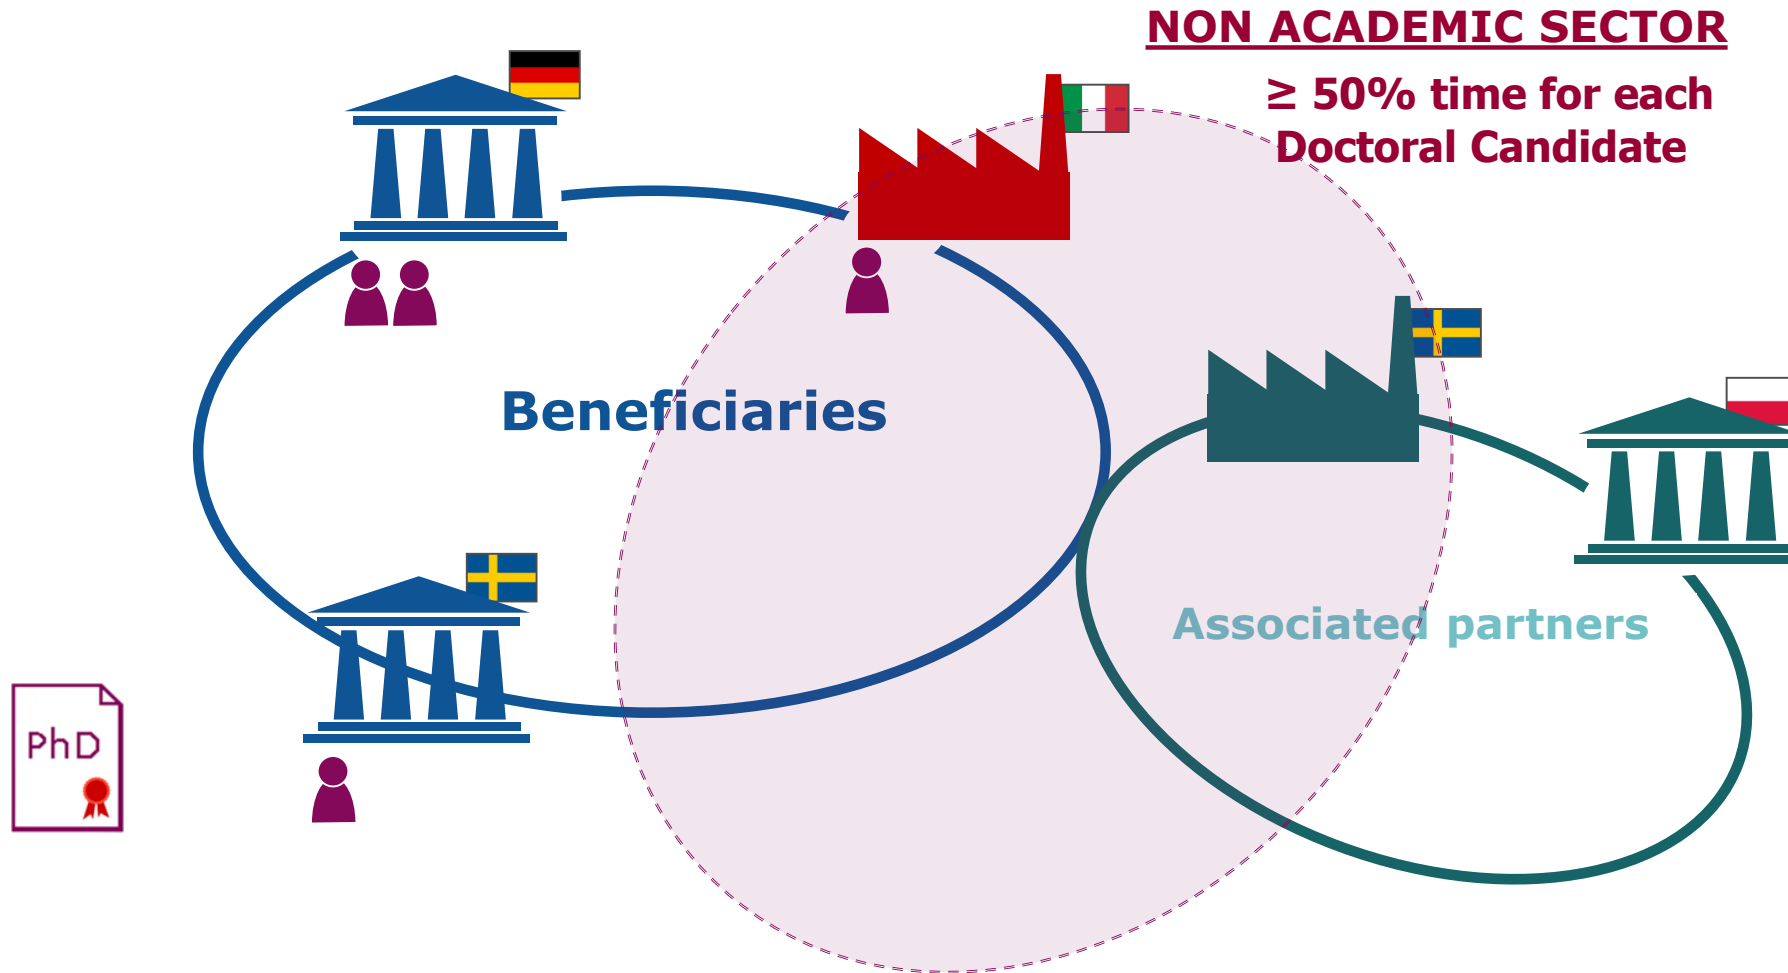 NON ACADEMIC SECTOR
≥ 50% time for each
Doctoral Candidate
Beneficiaries
Associated partners
PhD